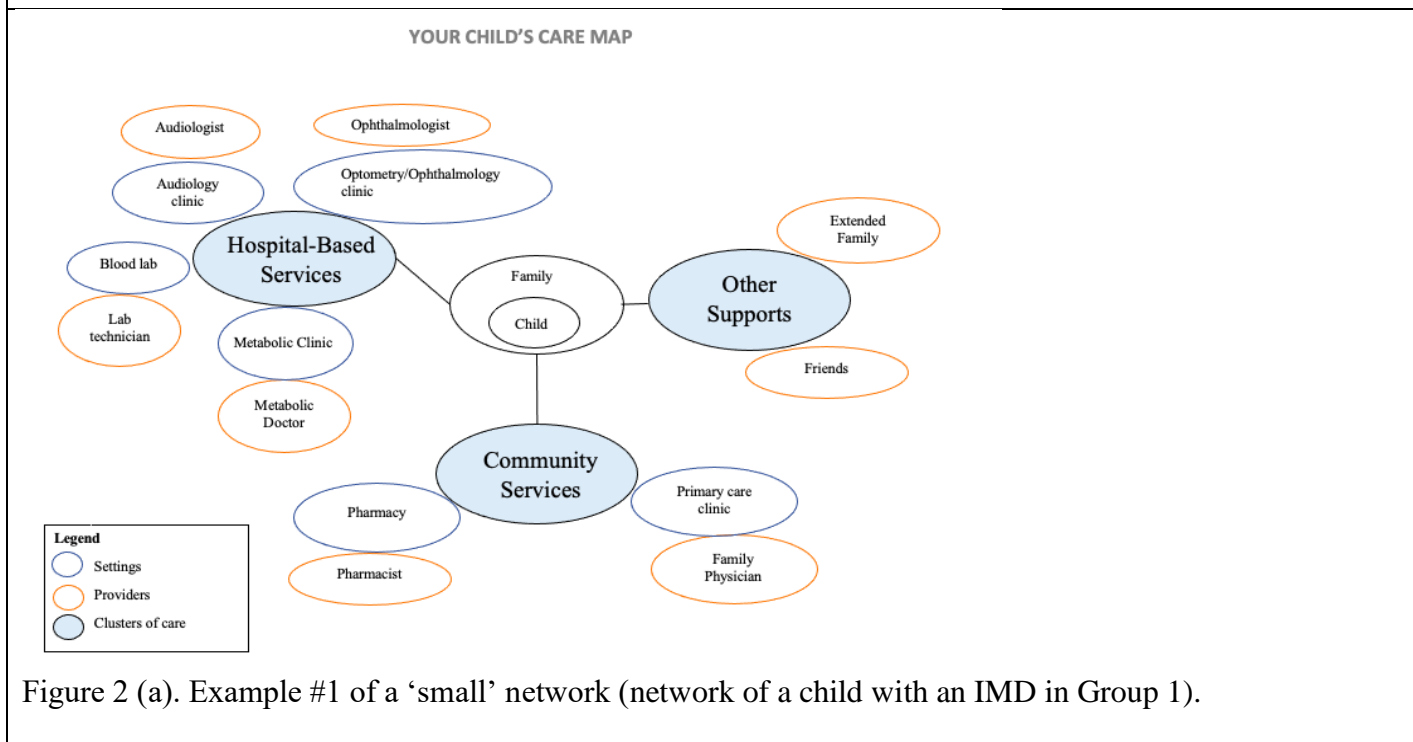 YOUR CHILD'S CARE MAP
Audiologist
Ophthalmologist
Audiology
clinic
Optometry/Ophthalmology
clinic
Hospital-Based
Services
Blood lab
Lab
technician
Metabolic Clinic
Metabolic
Doctor
Family
Child
Extended
Family
Other
Supports
Friends
Community
Services
Pharmacy
Pharmacist
Primary care
clinic
Family
Physician
Legend
Settings
Providers
Clusters of care
Figure 2 (a). Example #1 of a ‘small’ network (network of a child with an IMD in Group 1).